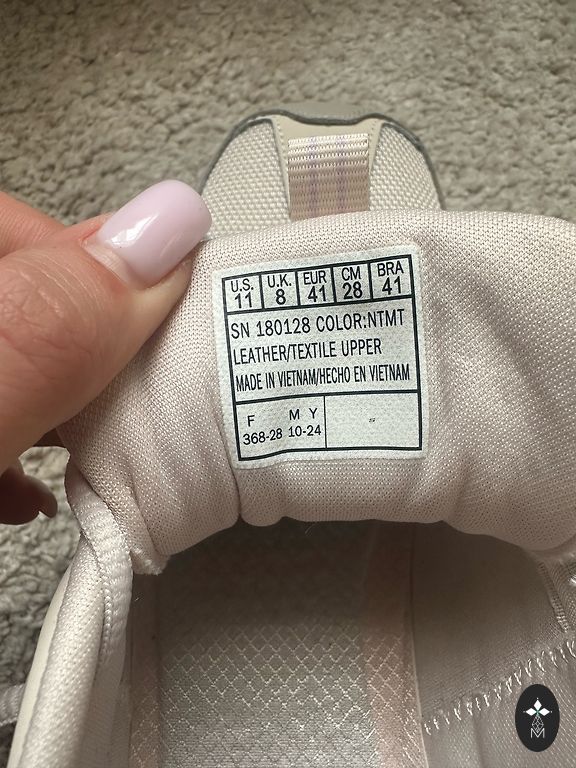 U.S. U.K. EUR CM BRA
11 8 41 28 41
SN 180128 COLOR:NTMT
LEATHER/TEXTILE UPPER
MADE IN VIETNAM/HECHO EN VIETNAM
F M Y
368-28 10-24
M